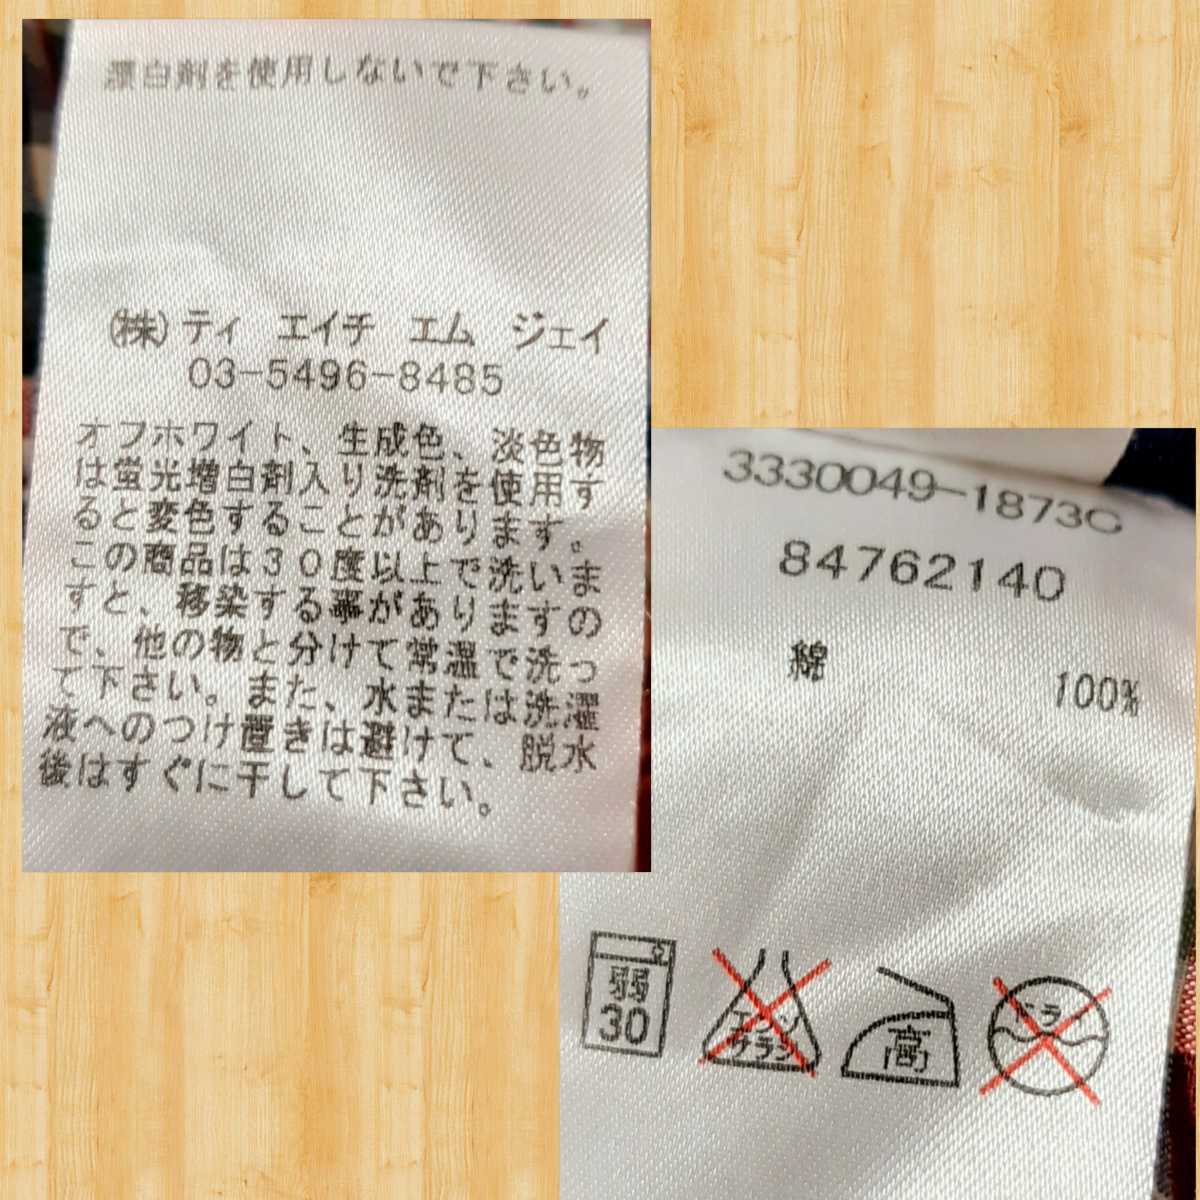 漂白剤を使用しないで下さい。
(株)ティ エイチ エム ジェイ
03-5496-8485
オフホワイト、生成色、淡色物
は蛍光増白剤入り洗剤を使用す
ると変色することがあります。
この商品は30度以上で洗いま
すと、移染する事がありますの
で、他の物と分けて常温で洗っ
て下さい。また、水または洗濯
液へのつけ置きは避けて、脱水
後はすぐに干して下さい。
3330049-1873C
84762140
綿 100%
弱 30
エンソ サラシ
高
ドライ